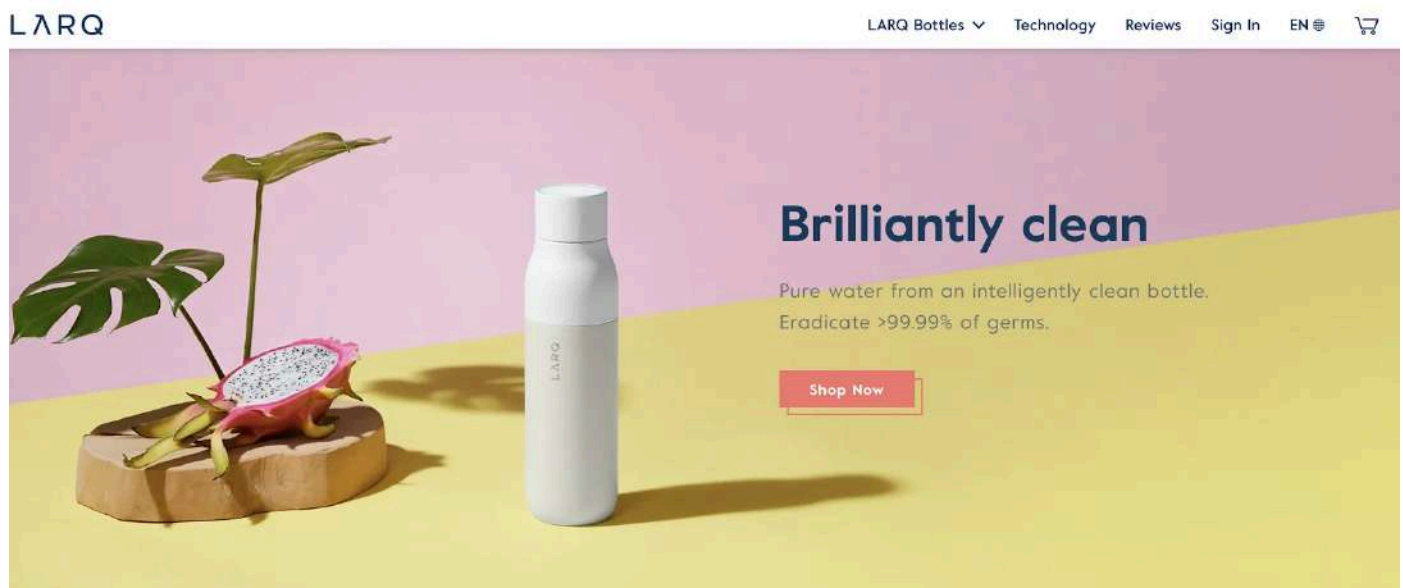 LARQ
LARQ Bottles
Technology
Reviews
Sign In
EN
Brilliantly clean
Pure water from an intelligently clean bottle.
Eradicate >99.99% of germs.
Shop Now
LARQ